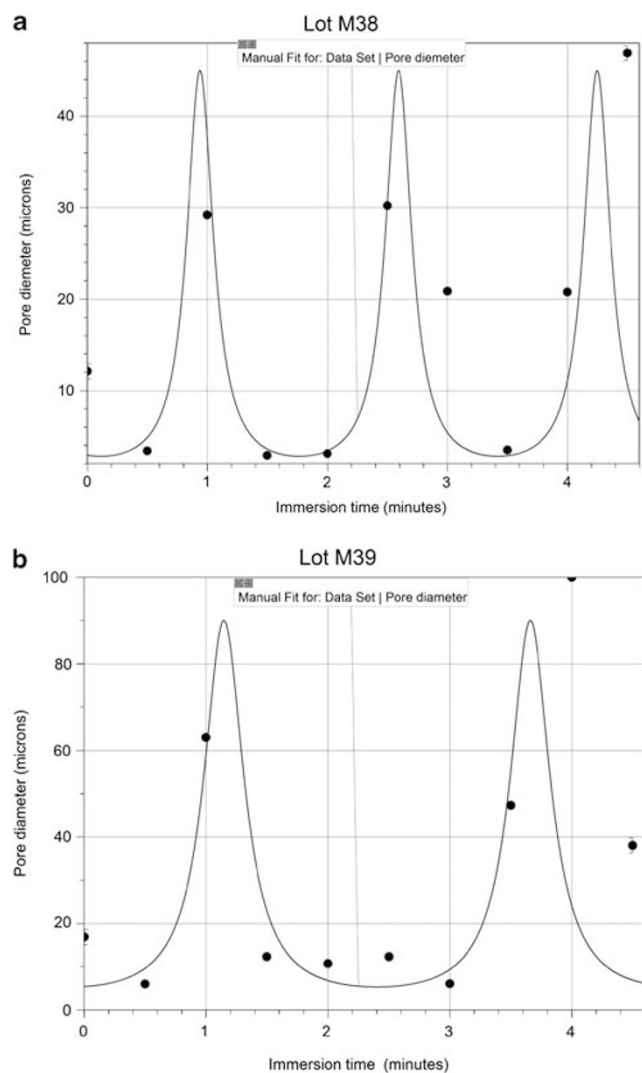 a
Lot M38
Manual Fit for: Data Set | Pore diemeter
Pore diemeter (microns)
40
30
20
10
0
1
2
3
4
Immersion time (minutes)
b
Lot M39
Manual Fit for: Data Set | Pore diameter
Pore diameter (microns)
100
80
60
40
20
0
0
1
2
3
4
Immersion time (minutes)